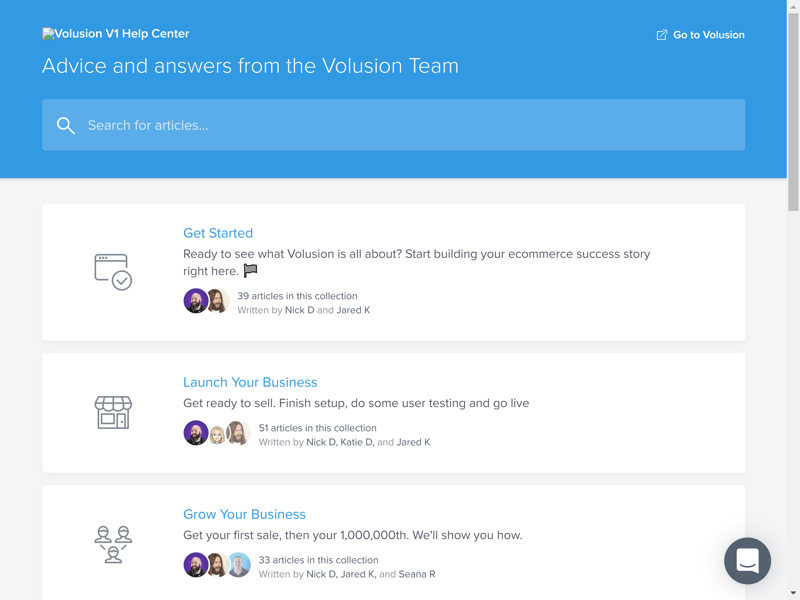 Volusion V1 Help Center
Go to Volusion
Advice and answers from the Volusion Team
Search for articles...
Get Started
Ready to see what Volusion is all about? Start building your ecommerce success story
right here.
39 articles in this collection
Written by Nick D and Jared K
Launch Your Business
Get ready to sell. Finish setup, do some user testing and go live
51 articles in this collection
Written by Nick D, Katie D, and Jared K
Grow Your Business
Get your first sale, then your 1,000,000th. We'll show you how.
33 articles in this collection
Written by Nick D, Jared K, and Seana R